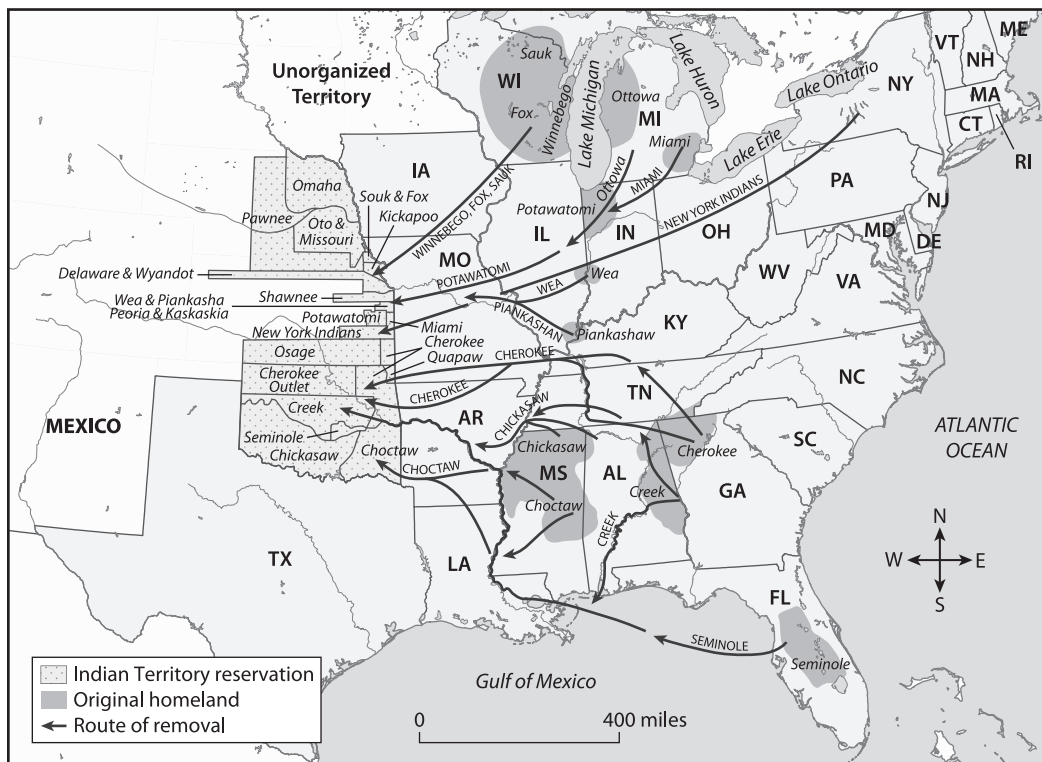 Unorganized
Territory
Sauk
WI
Fox
Winnebego
Lake Michigan
Ottowa
MI
Miami
Lake Huron
Lake Erie
Lake Ontario
NY
VT
NH
ME
MA
CT
RI
PA
NJ
MD
DE
IA
Omaha
Pawnee
Oto &
Missouri
Souk & Fox
Kickapoo
WINNEBEGO, FOX, SAUK
Potawatomi
Ottowa
MIAMI
NEW YORK INDIANS
IL
IN
OH
WV
VA
MO
Delaware & Wyandot
Shawnee
POTAWATOMI
Wea
WEA
Wea & Piankasha
Peoria & Kaskaskia
Potawatomi
New York Indians
Miami
Cherokee
Quapaw
PIANKASHAN
Piankashaw
KY
Osage
Cherokee
Outlet
CHEROKEE
CHEROKEE
TN
NC
MEXICO
Creek
Seminole
Chickasaw
Choctaw
CHOCTAW
AR
CHICKASAW
Chickasaw
MS
Choctaw
AL
Creek
CREEK
Cherokee
GA
SC
ATLANTIC
OCEAN
TX
LA
FL
SEMINOLE
Seminole
N
W
E
S
Gulf of Mexico
Indian Territory reservation
Original homeland
Route of removal
0
400 miles